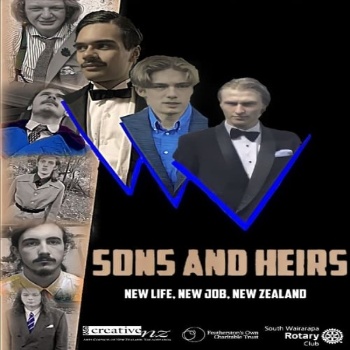 SONS AND HEIRS
NEW LIFE, NEW JOB, NEW ZEALAND
creative nz
Featherston's Own
Charitable Trust
South Wairarapa
Rotary
Club